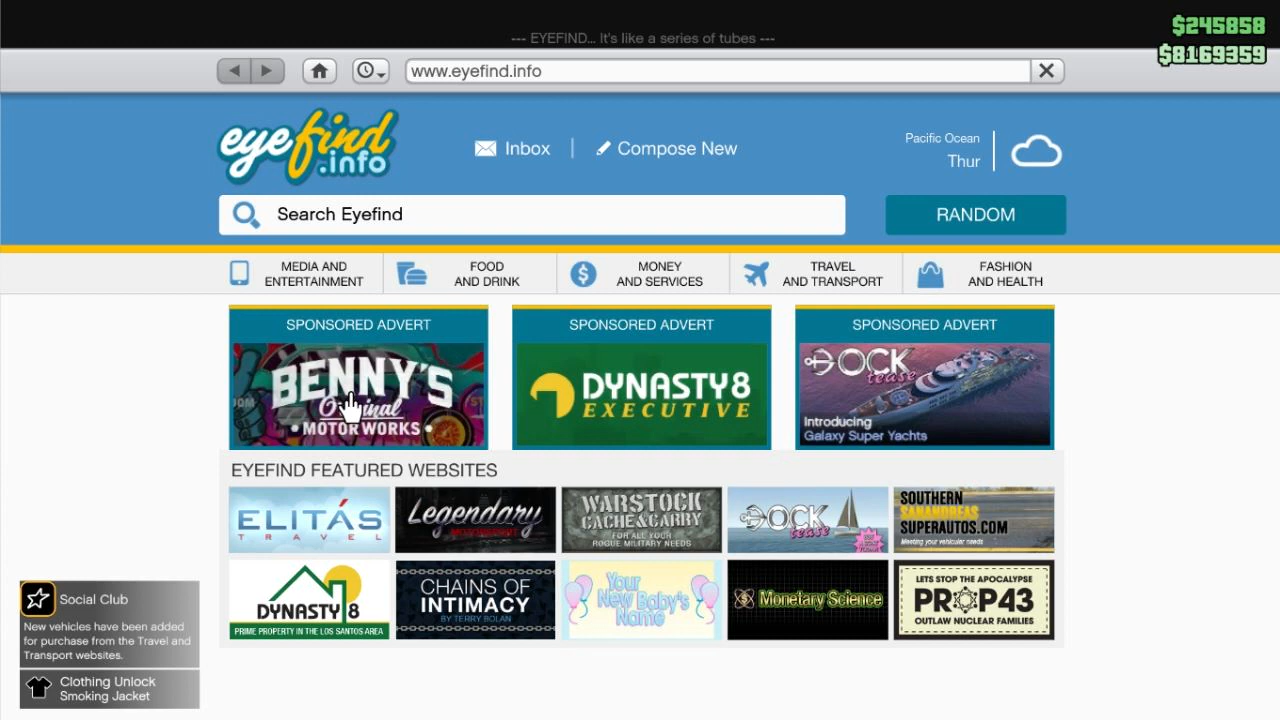 --- EYEFIND... It's like a series of tubes ---
$245858
$8169359
www.eyefind.info
eyefind
.info
Inbox
Compose New
Pacific Ocean
Thur
Search Eyefind
RANDOM
MEDIA AND
ENTERTAINMENT
FOOD
AND DRINK
MONEY
AND SERVICES
TRAVEL
AND TRANSPORT
FASHION
AND HEALTH
SPONSORED ADVERT
BENNY'S
Original
MOTORWORKS
SPONSORED ADVERT
DYNASTY 8
EXECUTIVE
SPONSORED ADVERT
DOCK
tease
Introducing
Galaxy Super Yachts
EYEFIND FEATURED WEBSITES
ELITÁS
TRAVEL
Legendary
MOTORSPORT
WARSTOCK
CACHE & CARRY
FOR ALL YOUR
ROGUE MILITARY NEEDS
DOCK
tease
SOUTHERN
SANANDREAS
SUPERAUTOS.COM
Meeting your vehicular needs
DYNASTY 8
PRIME PROPERTY IN THE LOS SANTOS AREA
CHAINS OF
INTIMACY
BY TERRY BOLAN
Your
New Baby's
Name
Monetary Science
LETS STOP THE APOCALYPSE
PROP43
OUTLAW NUCLEAR FAMILIES
Social Club
New vehicles have been added
for purchase from the Travel and
Transport websites.
Clothing Unlock
Smoking Jacket